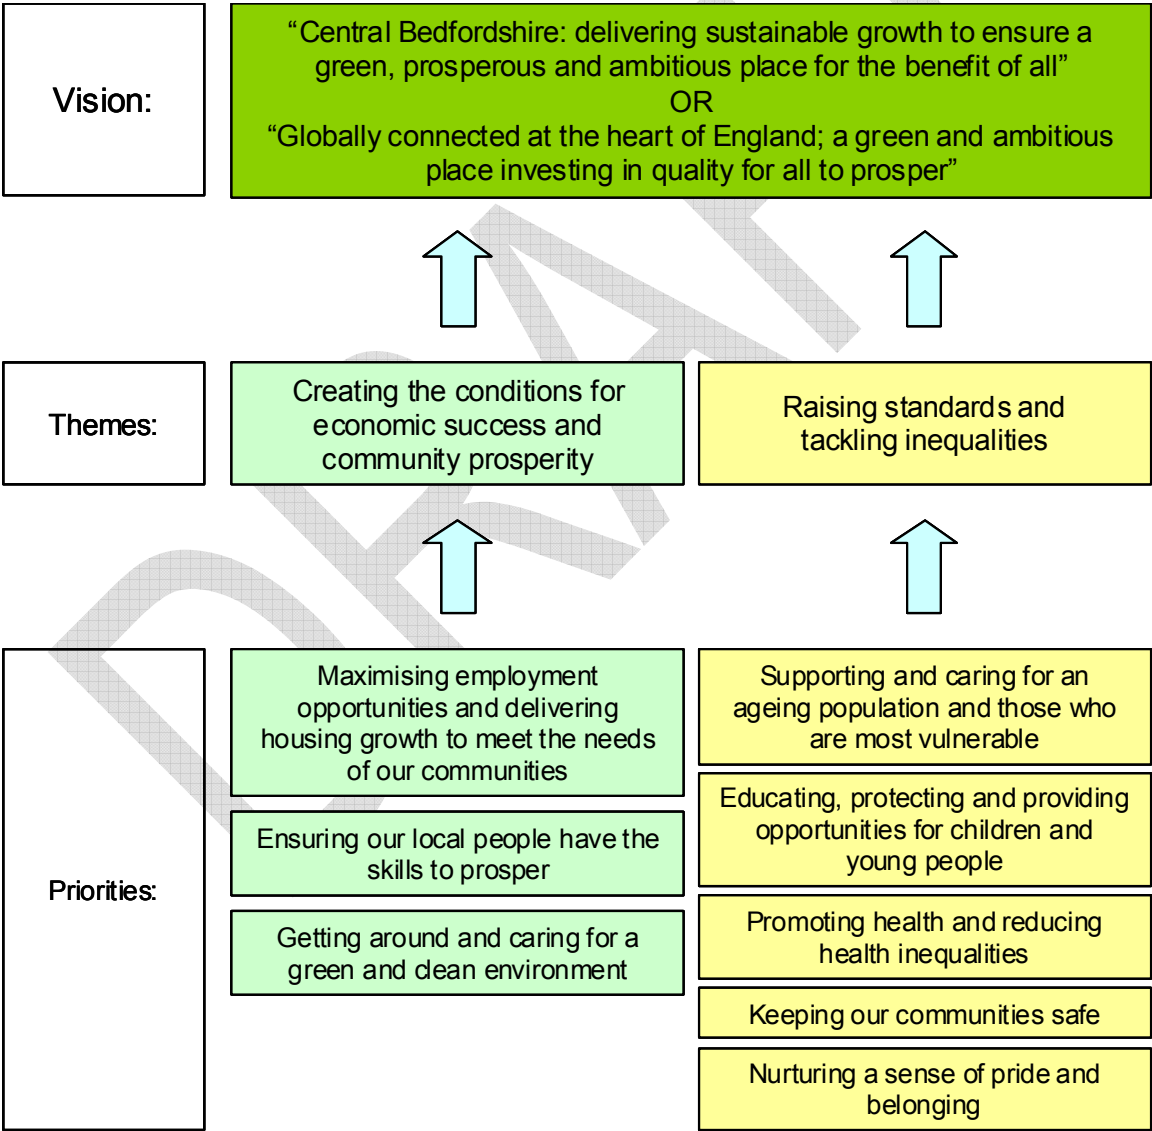 Vision:
“Central Bedfordshire: delivering sustainable growth to ensure a
green, prosperous and ambitious place for the benefit of all”
OR
“Globally connected at the heart of England; a green and ambitious
place investing in quality for all to prosper”
Themes:
Creating the conditions for
economic success and
community prosperity
Raising standards and
tackling inequalities
Priorities:
Maximising employment
opportunities and delivering
housing growth to meet the needs
of our communities
Ensuring our local people have the
skills to prosper
Getting around and caring for a
green and clean environment
Supporting and caring for an
ageing population and those who
are most vulnerable
Educating, protecting and providing
opportunities for children and
young people
Promoting health and reducing
health inequalities
Keeping our communities safe
Nurturing a sense of pride and
belonging
DRAF